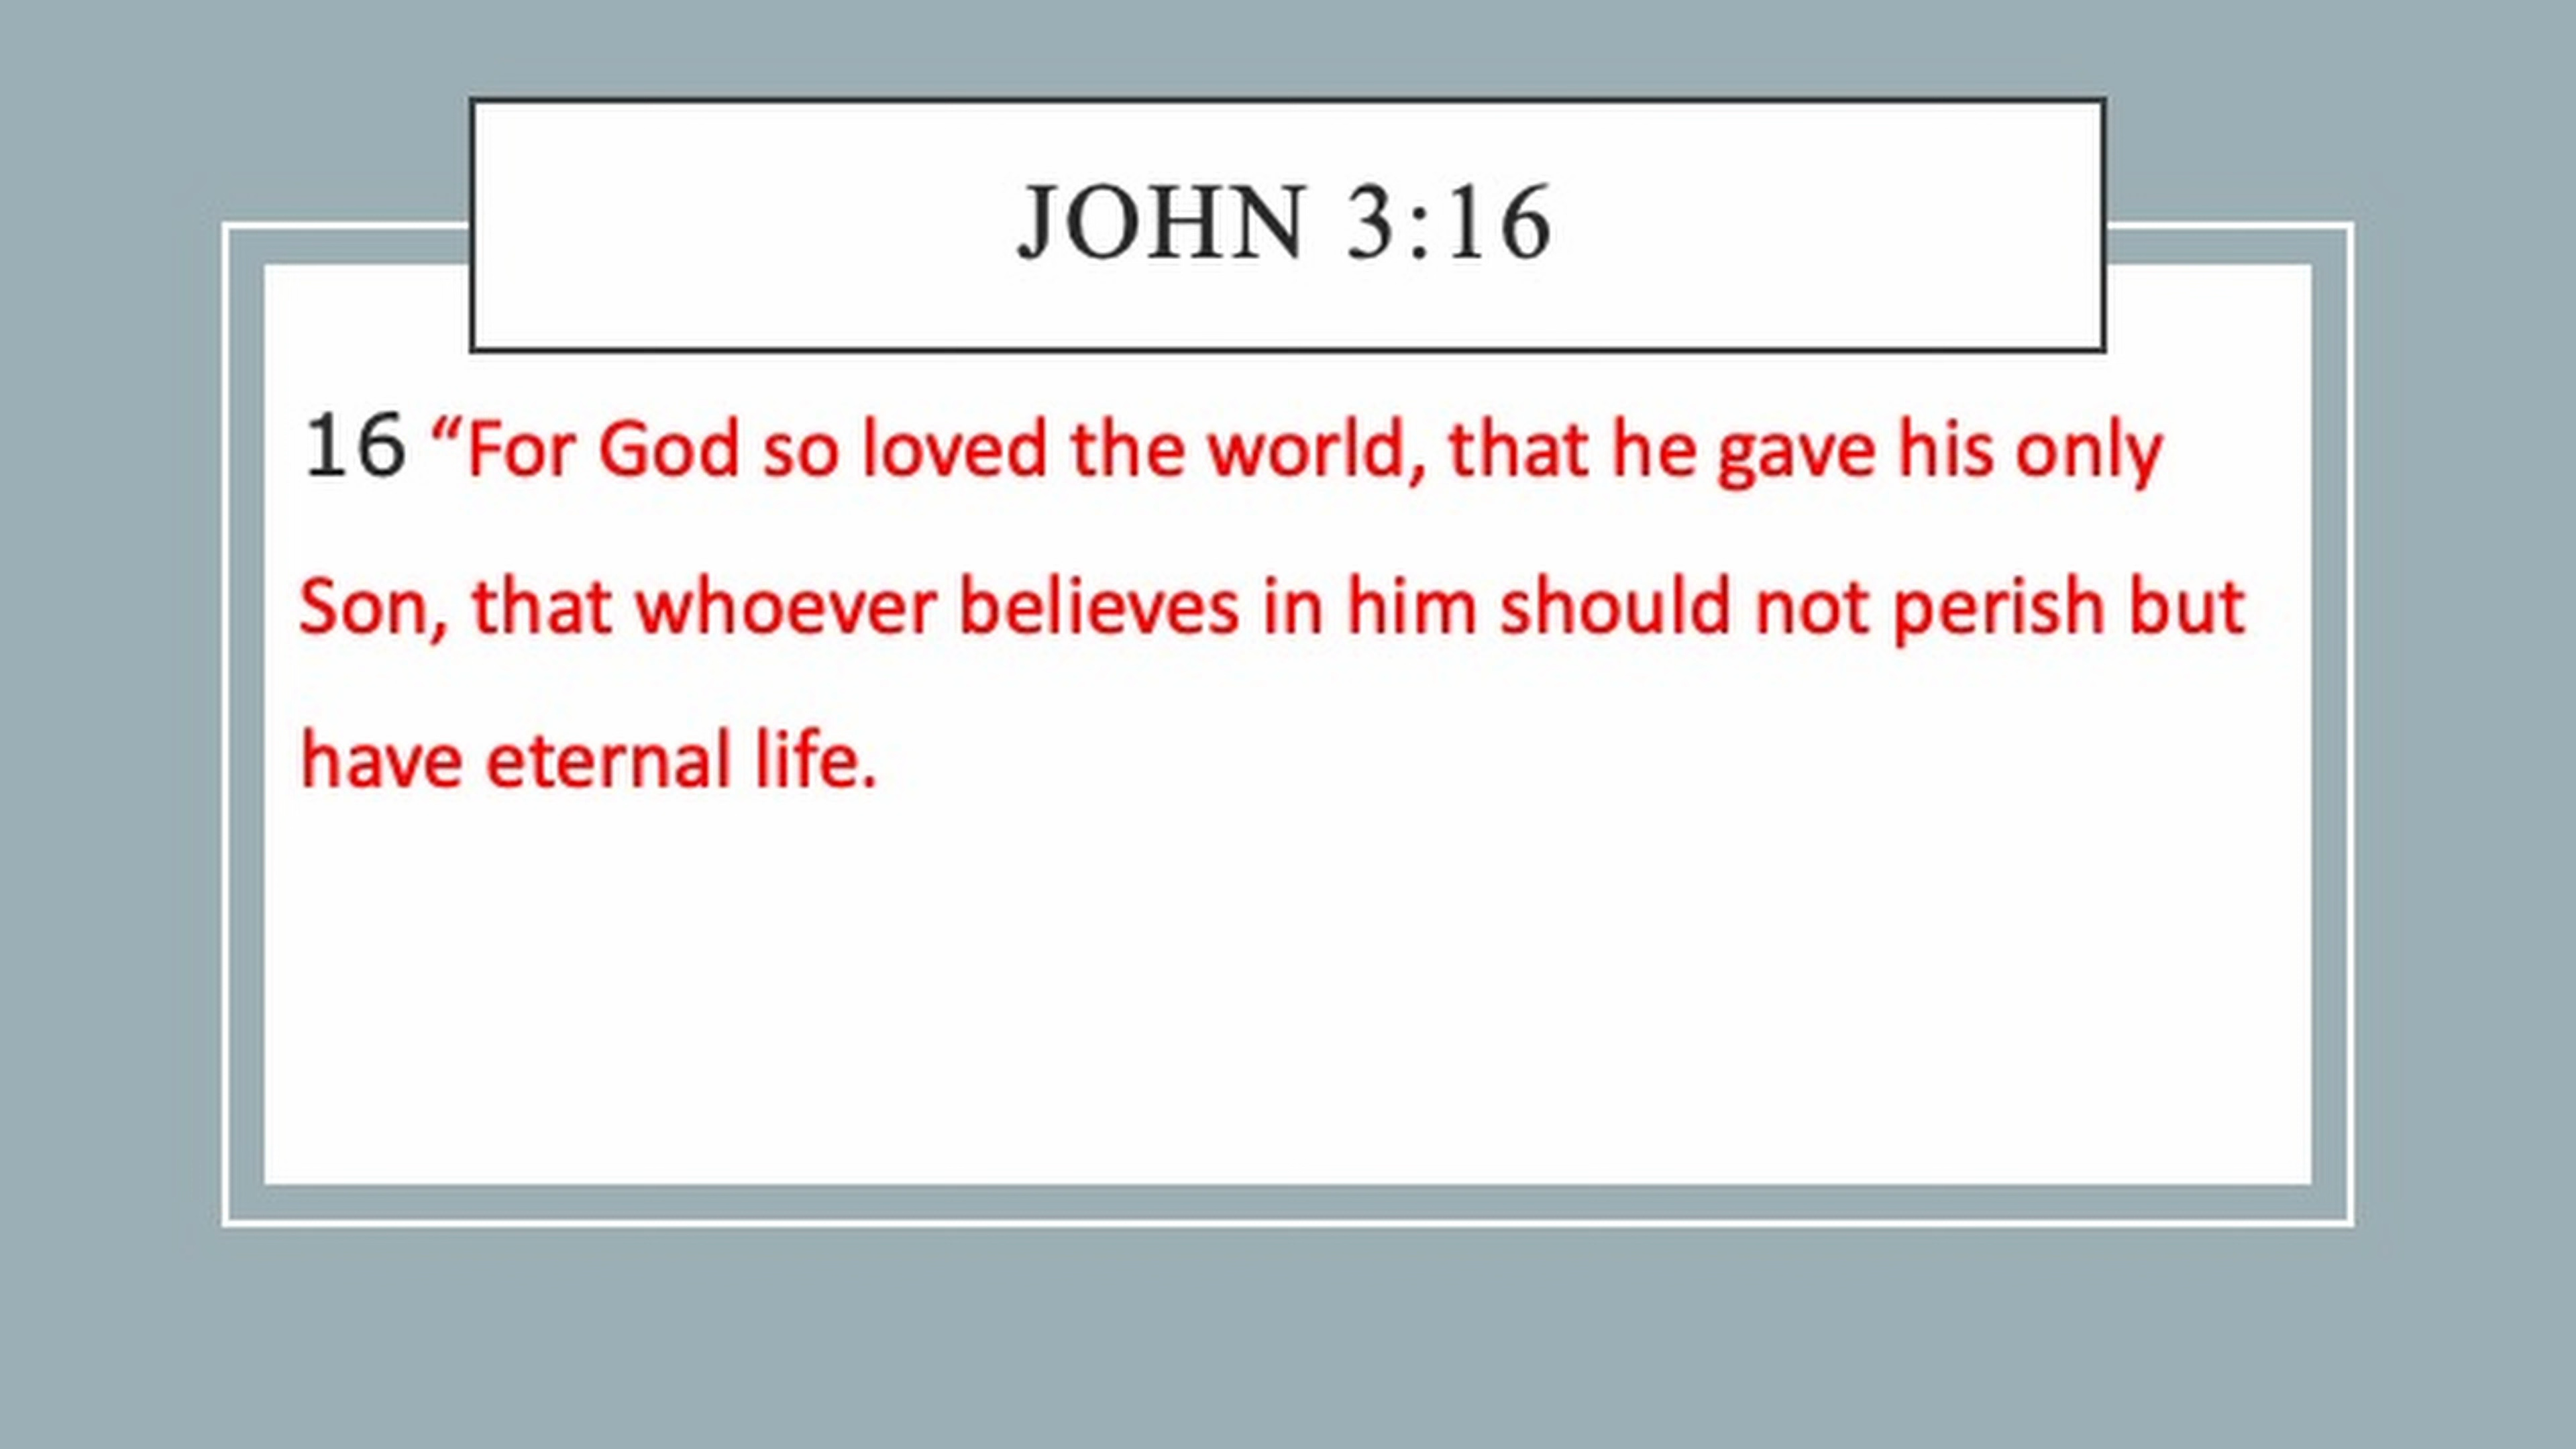 JOHN 3:16
16 “For God so loved the world, that he gave his only
Son, that whoever believes in him should not perish but
have eternal life.